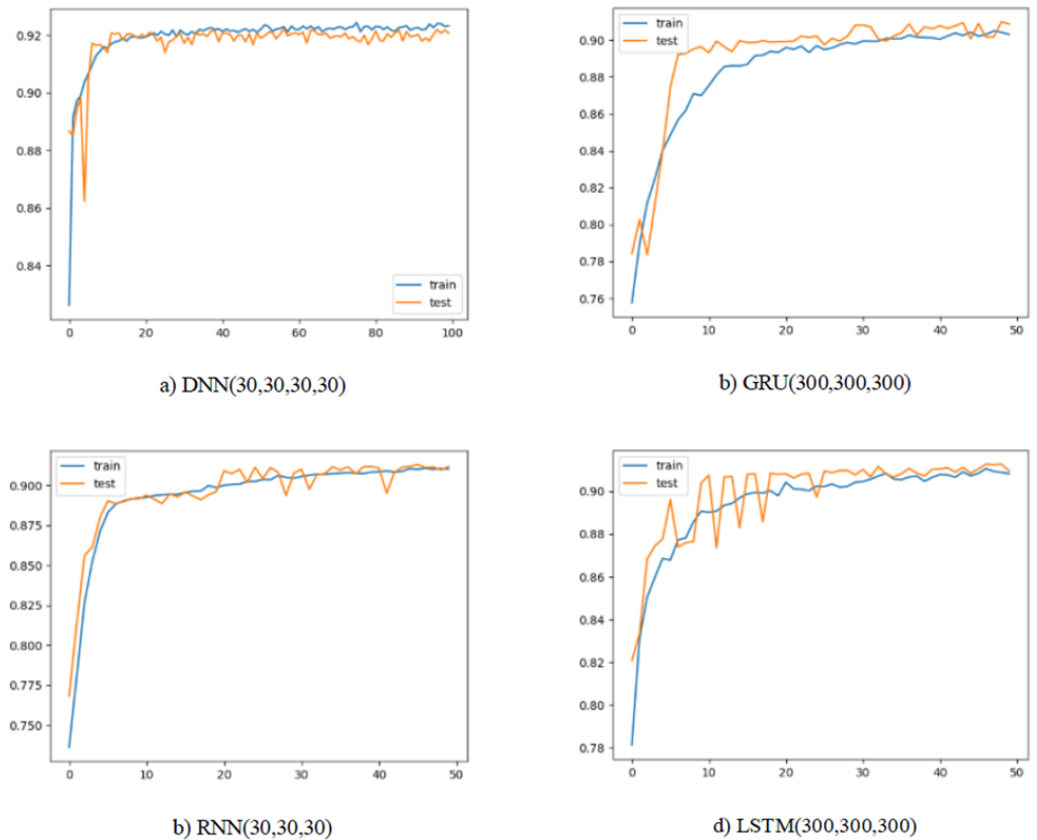 0.92
0.90
0.88
0.86
0.84
train
test
0 20 40 60 80 100
a) DNN(30,30,30,30)
train
test
0.90
0.88
0.86
0.84
0.82
0.80
0.78
0.76
0 10 20 30 40 50
b) GRU(300,300,300)
train
test
0.900
0.875
0.850
0.825
0.800
0.775
0.750
0 10 20 30 40 50
b) RNN(30,30,30)
train
test
0.90
0.88
0.86
0.84
0.82
0.80
0.78
0 10 20 30 40 50
d) LSTM(300,300,300)